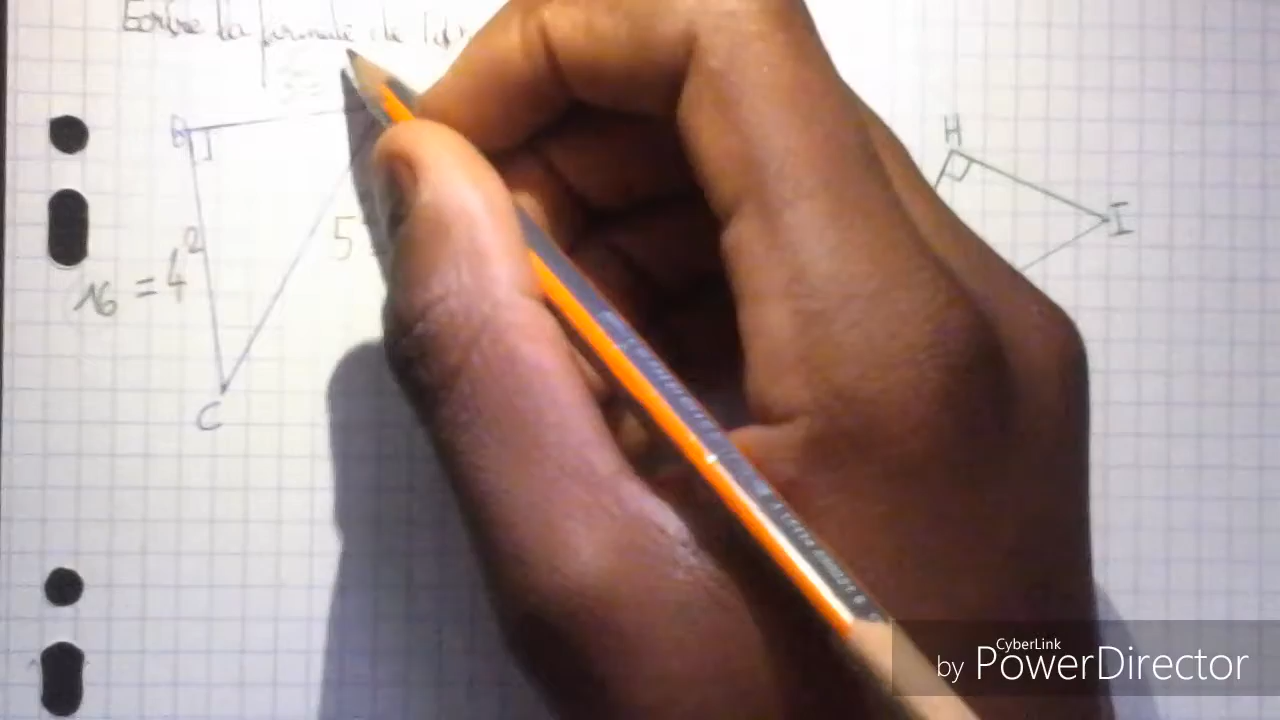 Ecrire la formule de
B
H
I
5
16 = 4²
C
CyberLink
by PowerDirector